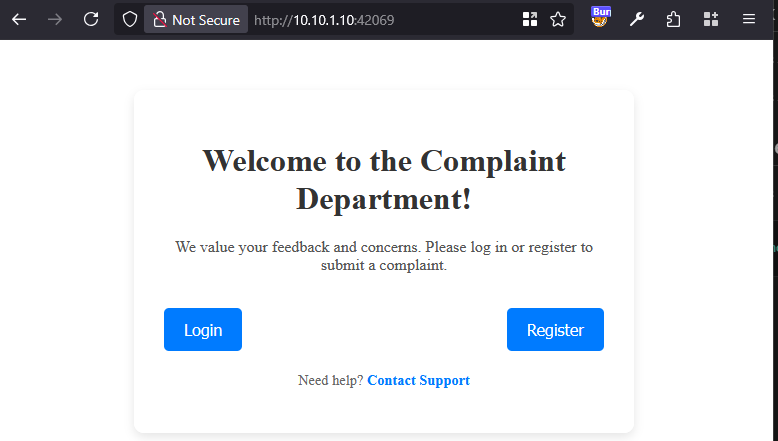 Not Secure http://10.10.1.10:42069 Bur
Welcome to the Complaint
Department!
We value your feedback and concerns. Please log in or register to
submit a complaint.
Login Register
Need help? Contact Support